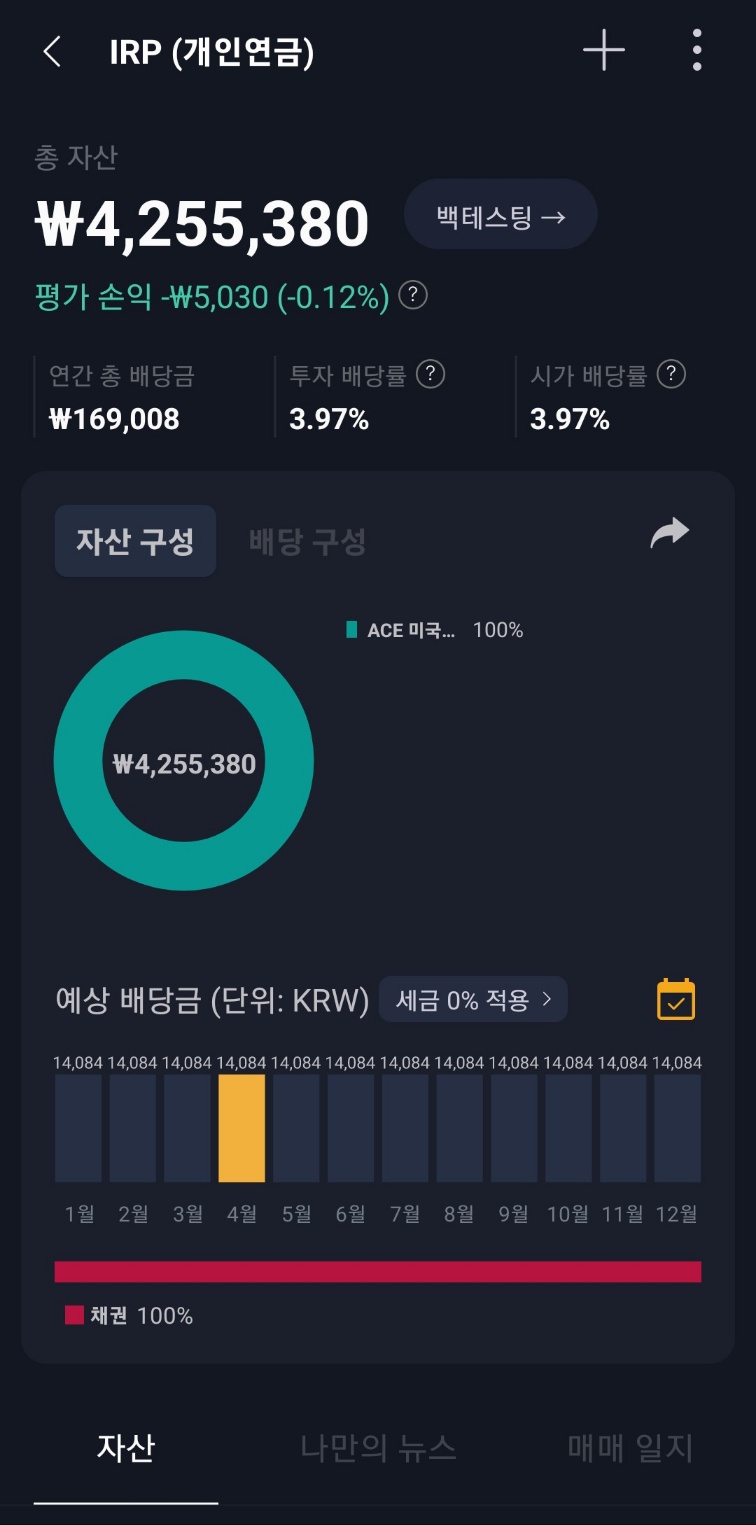 IRP (개인연금)
총 자산
₩4,255,380
백테스팅 →
평가 손익 -₩5,030 (-0.12%) ?
연간 총 배당금 투자 배당률 ? 시가 배당률 ?
₩169,008 3.97% 3.97%
자산 구성 배당 구성
ACE 미국... 100%
₩4,255,380
예상 배당금 (단위: KRW) 세금 0% 적용 >
14,084 14,084 14,084 14,084 14,084 14,084 14,084 14,084 14,084 14,084 14,084 14,084
1월 2월 3월 4월 5월 6월 7월 8월 9월 10월 11월 12월
채권 100%
자산 나만의 뉴스 매매 일지